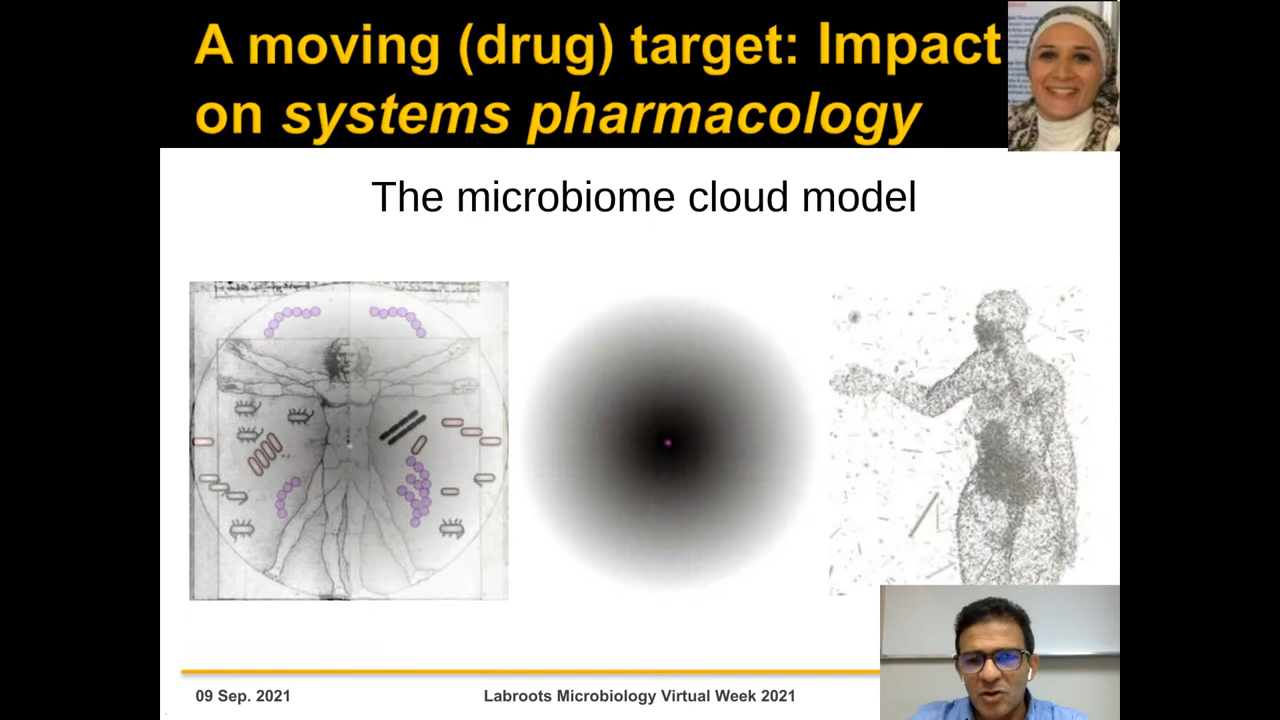 A moving (drug) target: Impact
on systems pharmacology
The microbiome cloud model
09 Sep. 2021
Labroots Microbiology Virtual Week 2021